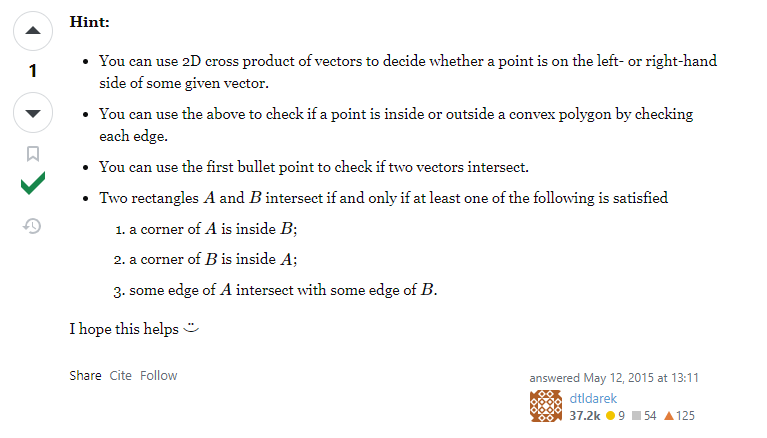 Hint:
• You can use 2D cross product of vectors to decide whether a point is on the left- or right-hand
side of some given vector.
1
• You can use the above to check if a point is inside or outside a convex polygon by checking
each edge.
• You can use the first bullet point to check if two vectors intersect.
• Two rectangles A and B intersect if and only if at least one of the following is satisfied
1. a corner of A is inside B;
2. a corner of B is inside A;
3. some edge of A intersect with some edge of B.
I hope this helps ¨⌣
Share Cite Follow
answered May 12, 2015 at 13:11
dtldarek
37.2k 9 54 125